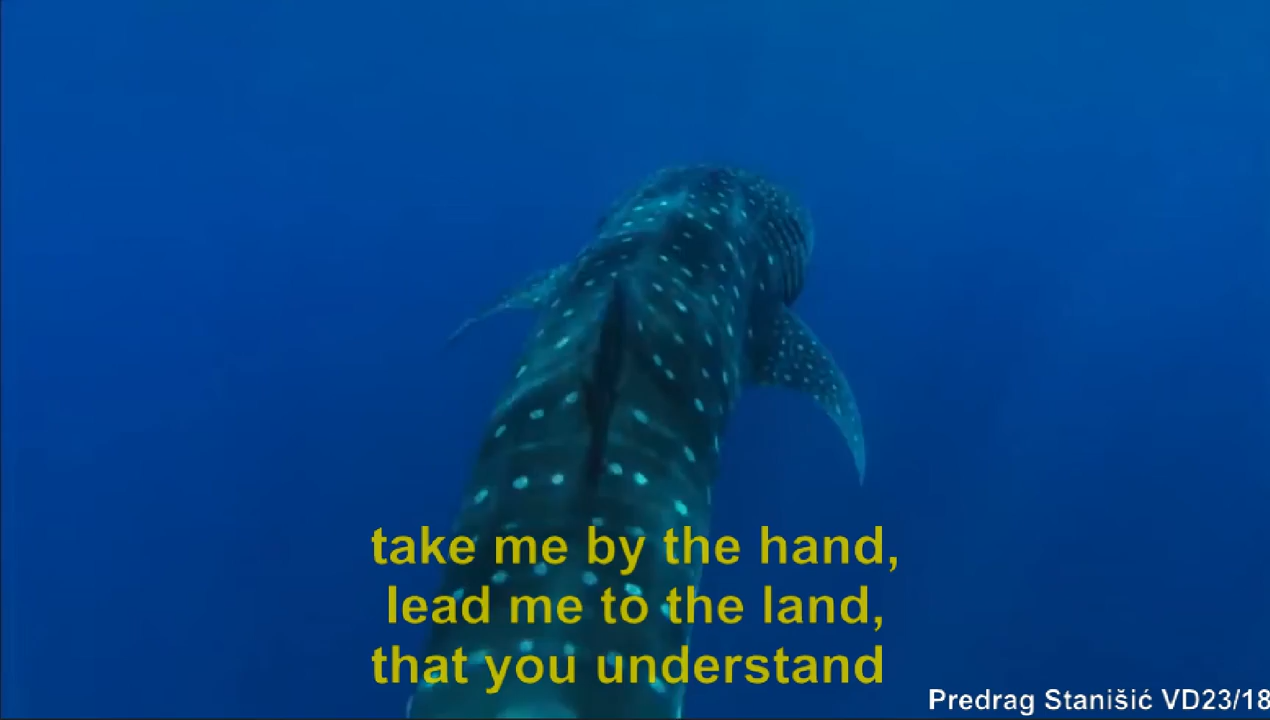 take me by the hand,
lead me to the land,
that you understand
Predrag Stanišić VD23/18